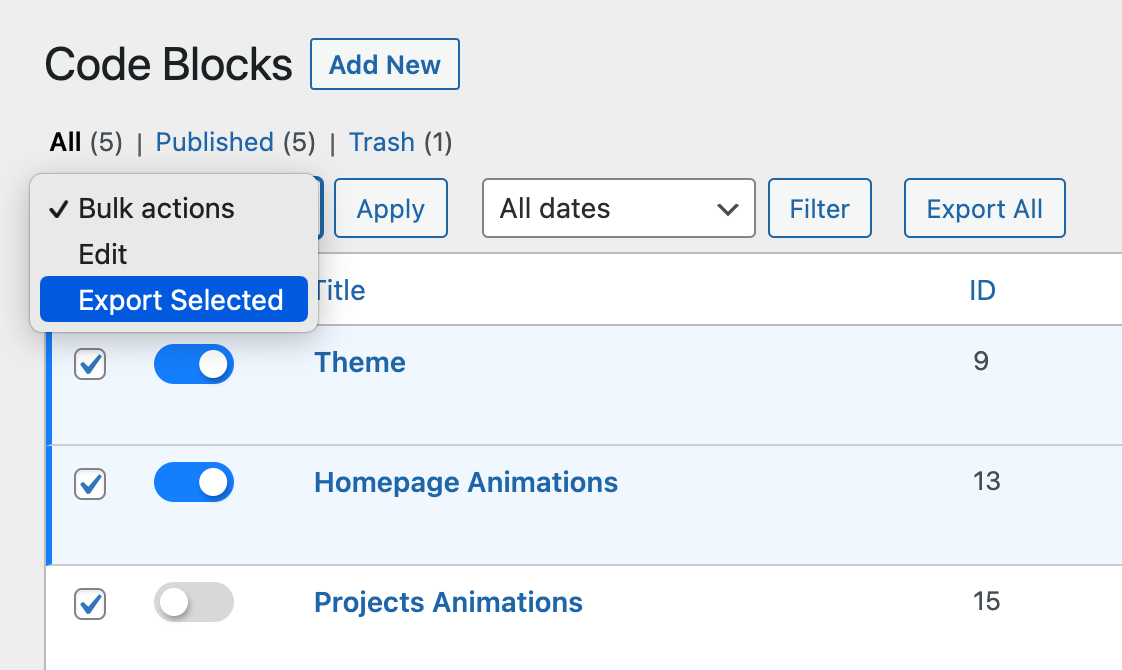 Code Blocks Add New
All (5) | Published (5) | Trash (1)
✓ Bulk actions Apply All dates Filter Export All
Edit
Export Selected
Title ID
Theme 9
Homepage Animations 13
Projects Animations 15